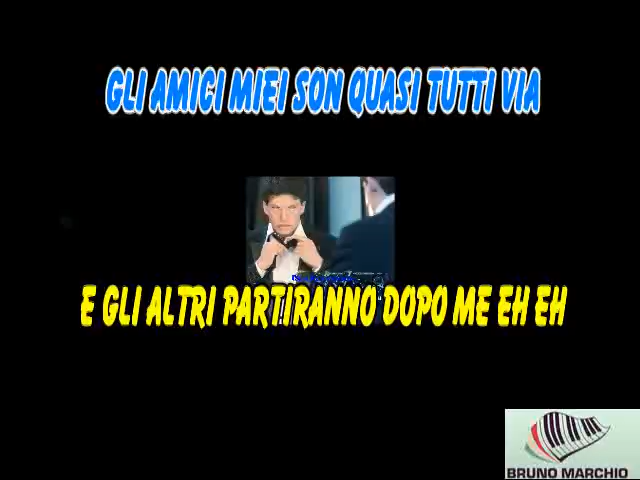 GLI AMICI MIEI SON QUASI TUTTI VIA
E GLI ALTRI PARTIRANNO DOPO ME EH EH
BRUNO MARCHIO